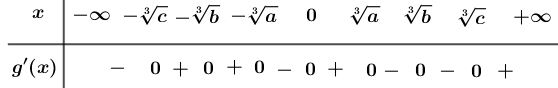 x −∞ −∛c −∛b −∛a 0 ∛a ∛b ∛c +∞
g′(x) − 0 + 0 + 0 − 0 + 0 − 0 − 0 +